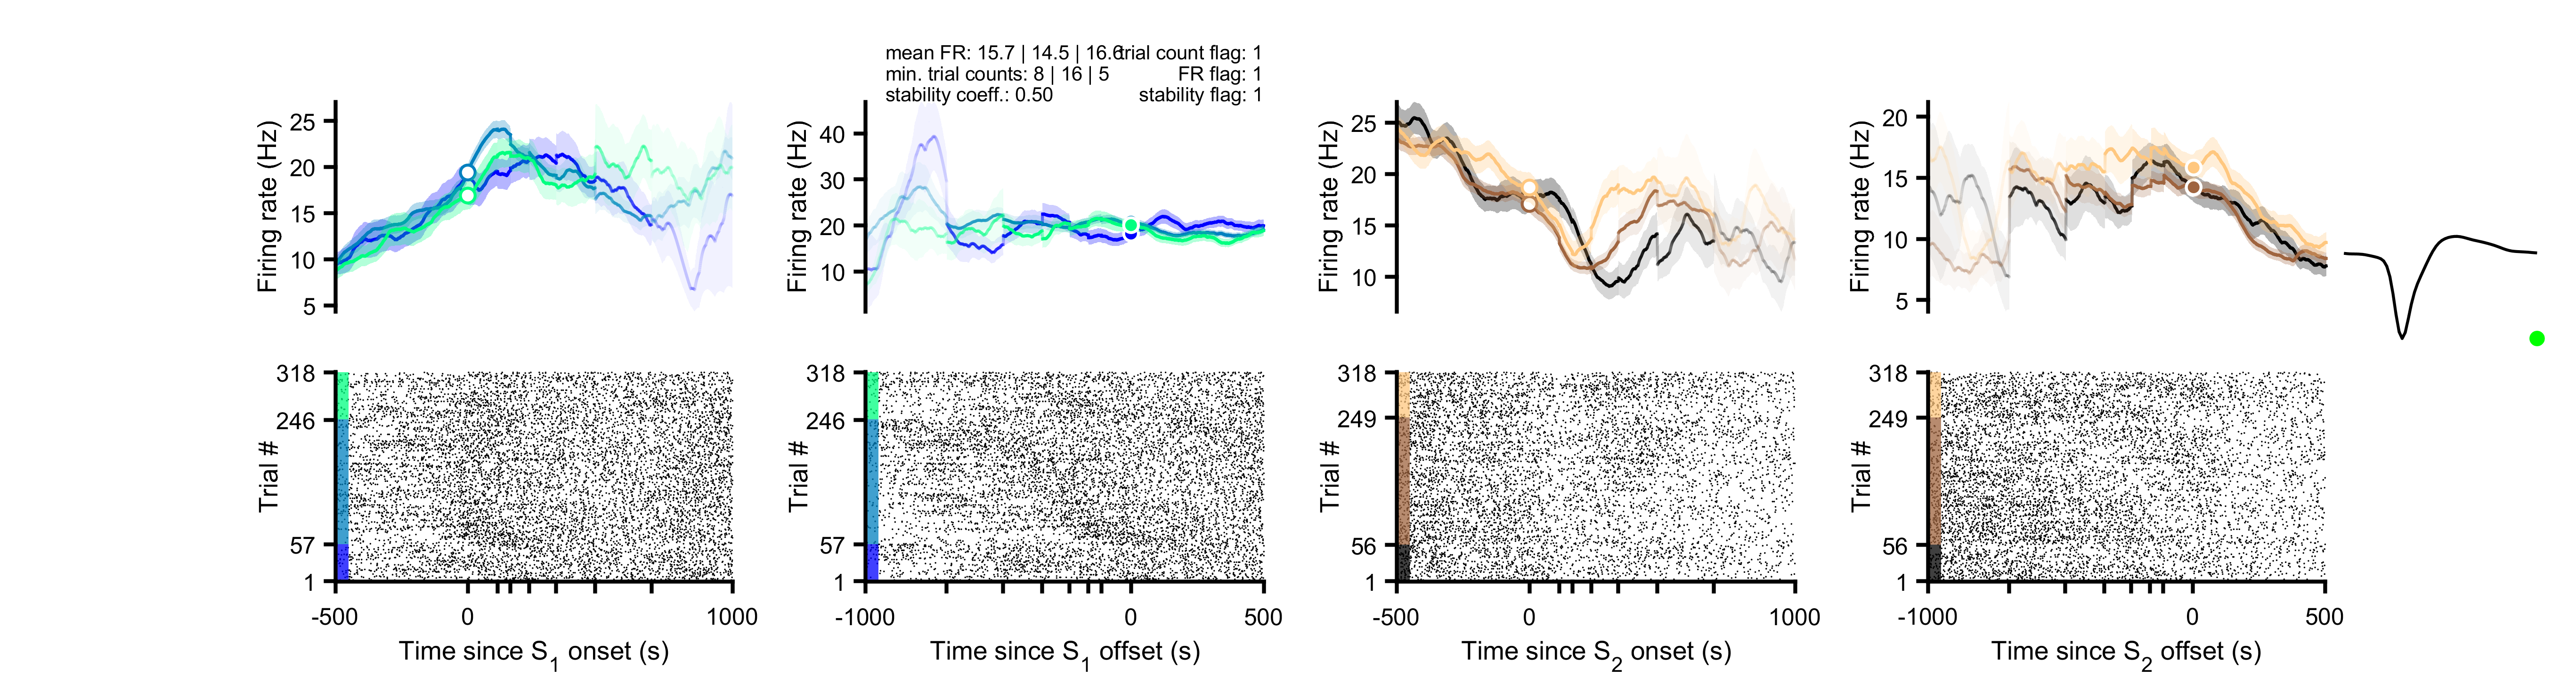 mean FR: 15.7 | 14.5 | 16.6
trial count flag: 1
min. trial counts: 8 | 16 | 5
FR flag: 1
stability coeff.: 0.50
stability flag: 1
Firing rate (Hz)
25
20
15
10
5
Firing rate (Hz)
40
30
20
10
Firing rate (Hz)
25
20
15
10
Firing rate (Hz)
20
15
10
5
Trial #
318
246
57
1
-500
0
1000
Time since S1 onset (s)
Trial #
318
246
57
1
-1000
0
500
Time since S1 offset (s)
Trial #
318
249
56
1
-500
0
1000
Time since S2 onset (s)
Trial #
318
249
56
1
-1000
0
500
Time since S2 offset (s)